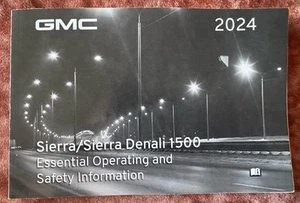 GMC
2024
Sierra/Sierra Denali 1500
Essential Operating and
Safety Information